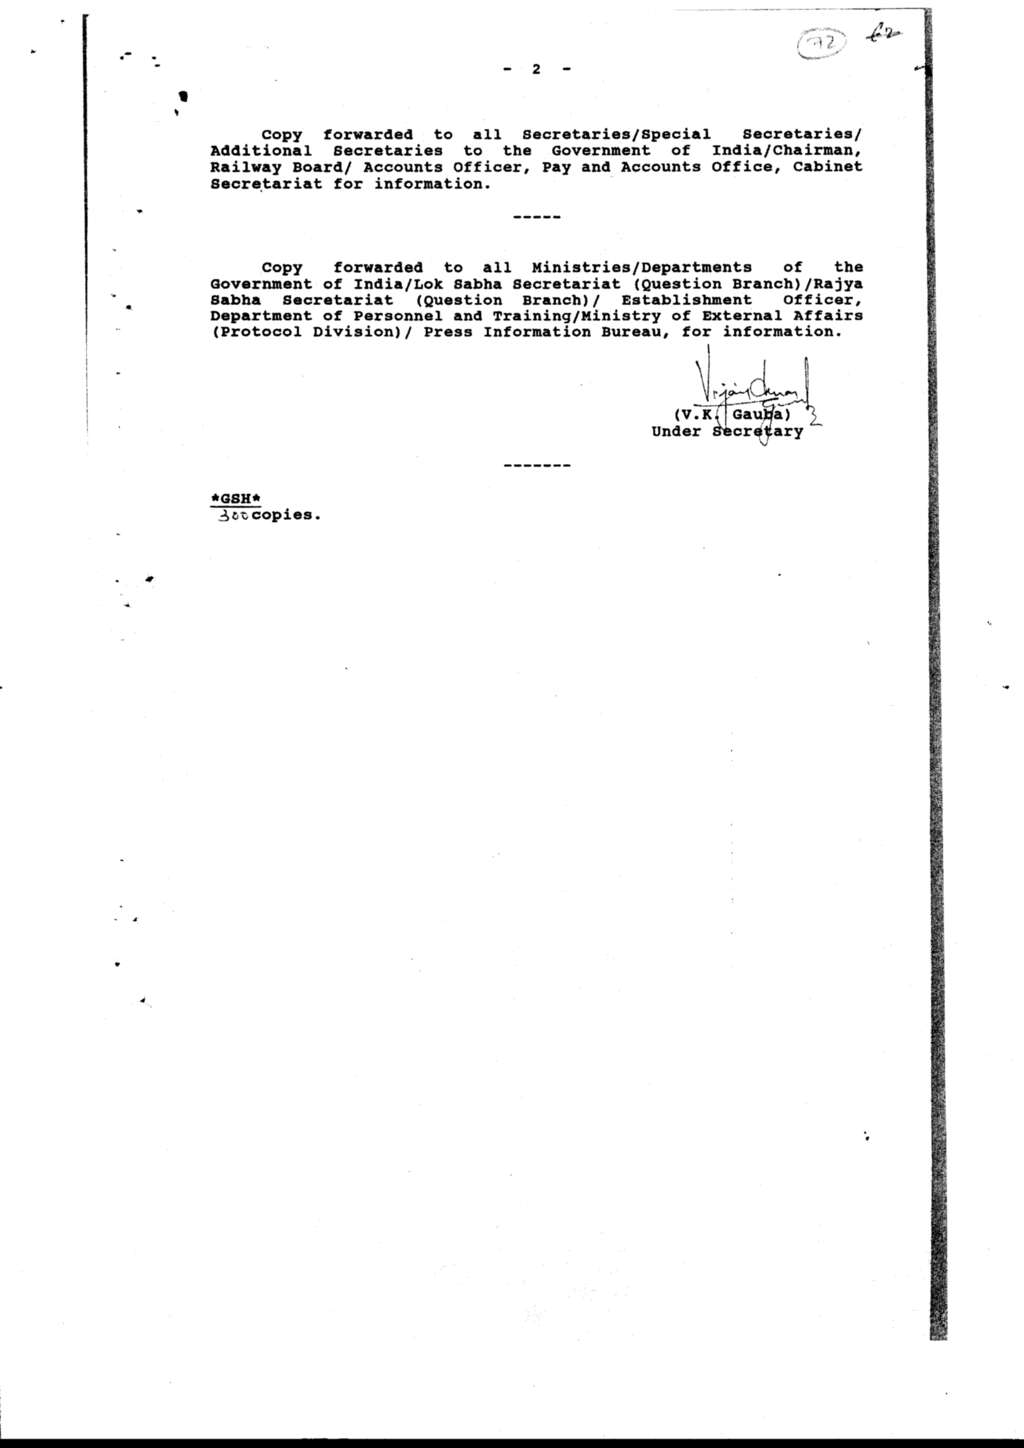 72 62
- 2 -
Copy forwarded to all Secretaries/Special Secretaries/
Additional Secretaries to the Government of India/Chairman,
Railway Board/ Accounts Officer, Pay and Accounts Office, Cabinet
Secretariat for information.
-----
Copy forwarded to all Ministries/Departments of the
Government of India/Lok Sabha Secretariat (Question Branch)/Rajya
Sabha Secretariat (Question Branch)/ Establishment Officer,
Department of Personnel and Training/Ministry of External Affairs
(Protocol Division)/ Press Information Bureau, for information.
(V.K. Gauba)
Under Secretary
-------
*GSH*
300 copies.